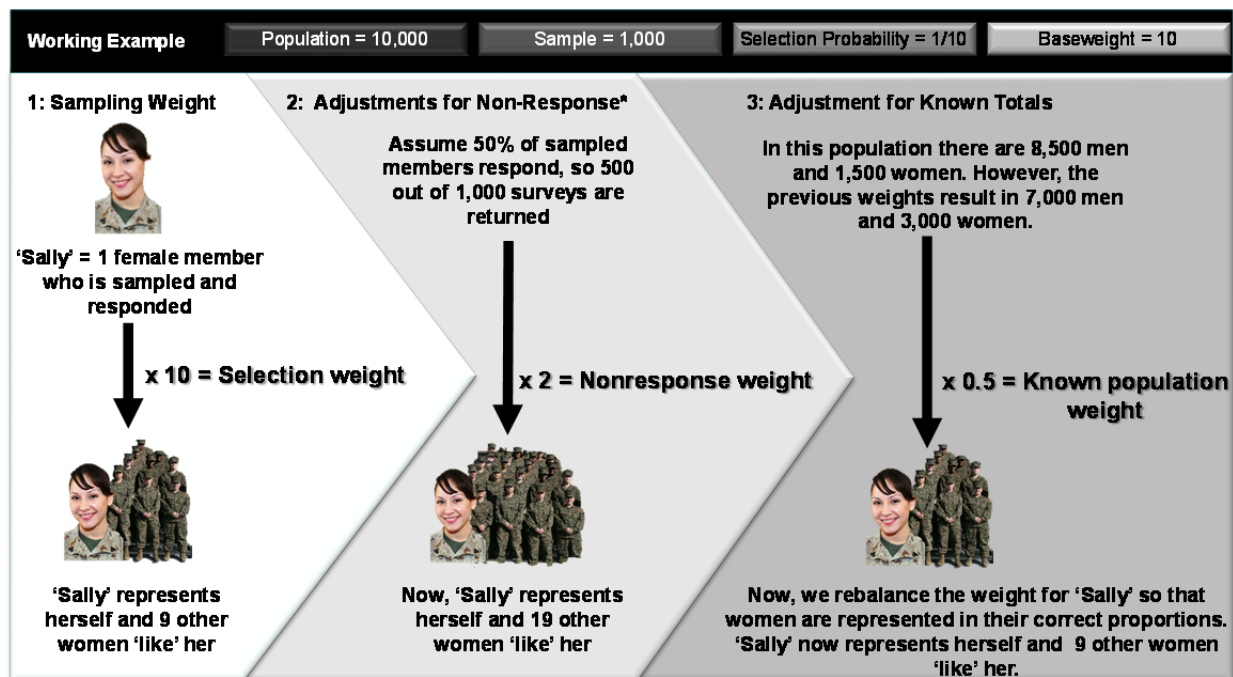 Working Example
Population = 10,000
Sample = 1,000
Selection Probability = 1/10
Baseweight = 10
1: Sampling Weight
‘Sally’ = 1 female member
who is sampled and
responded
x 10 = Selection weight
‘Sally’ represents
herself and 9 other
women ‘like’ her
2: Adjustments for Non-Response*
Assume 50% of sampled
members respond, so 500
out of 1,000 surveys are
returned
x 2 = Nonresponse weight
Now, ‘Sally’ represents
herself and 19 other
women ‘like’ her
3: Adjustment for Known Totals
In this population there are 8,500 men
and 1,500 women. However, the
previous weights result in 7,000 men
and 3,000 women.
x 0.5 = Known population
weight
Now, we rebalance the weight for ‘Sally’ so that
women are represented in their correct proportions.
‘Sally’ now represents herself and 9 other women
‘like’ her.